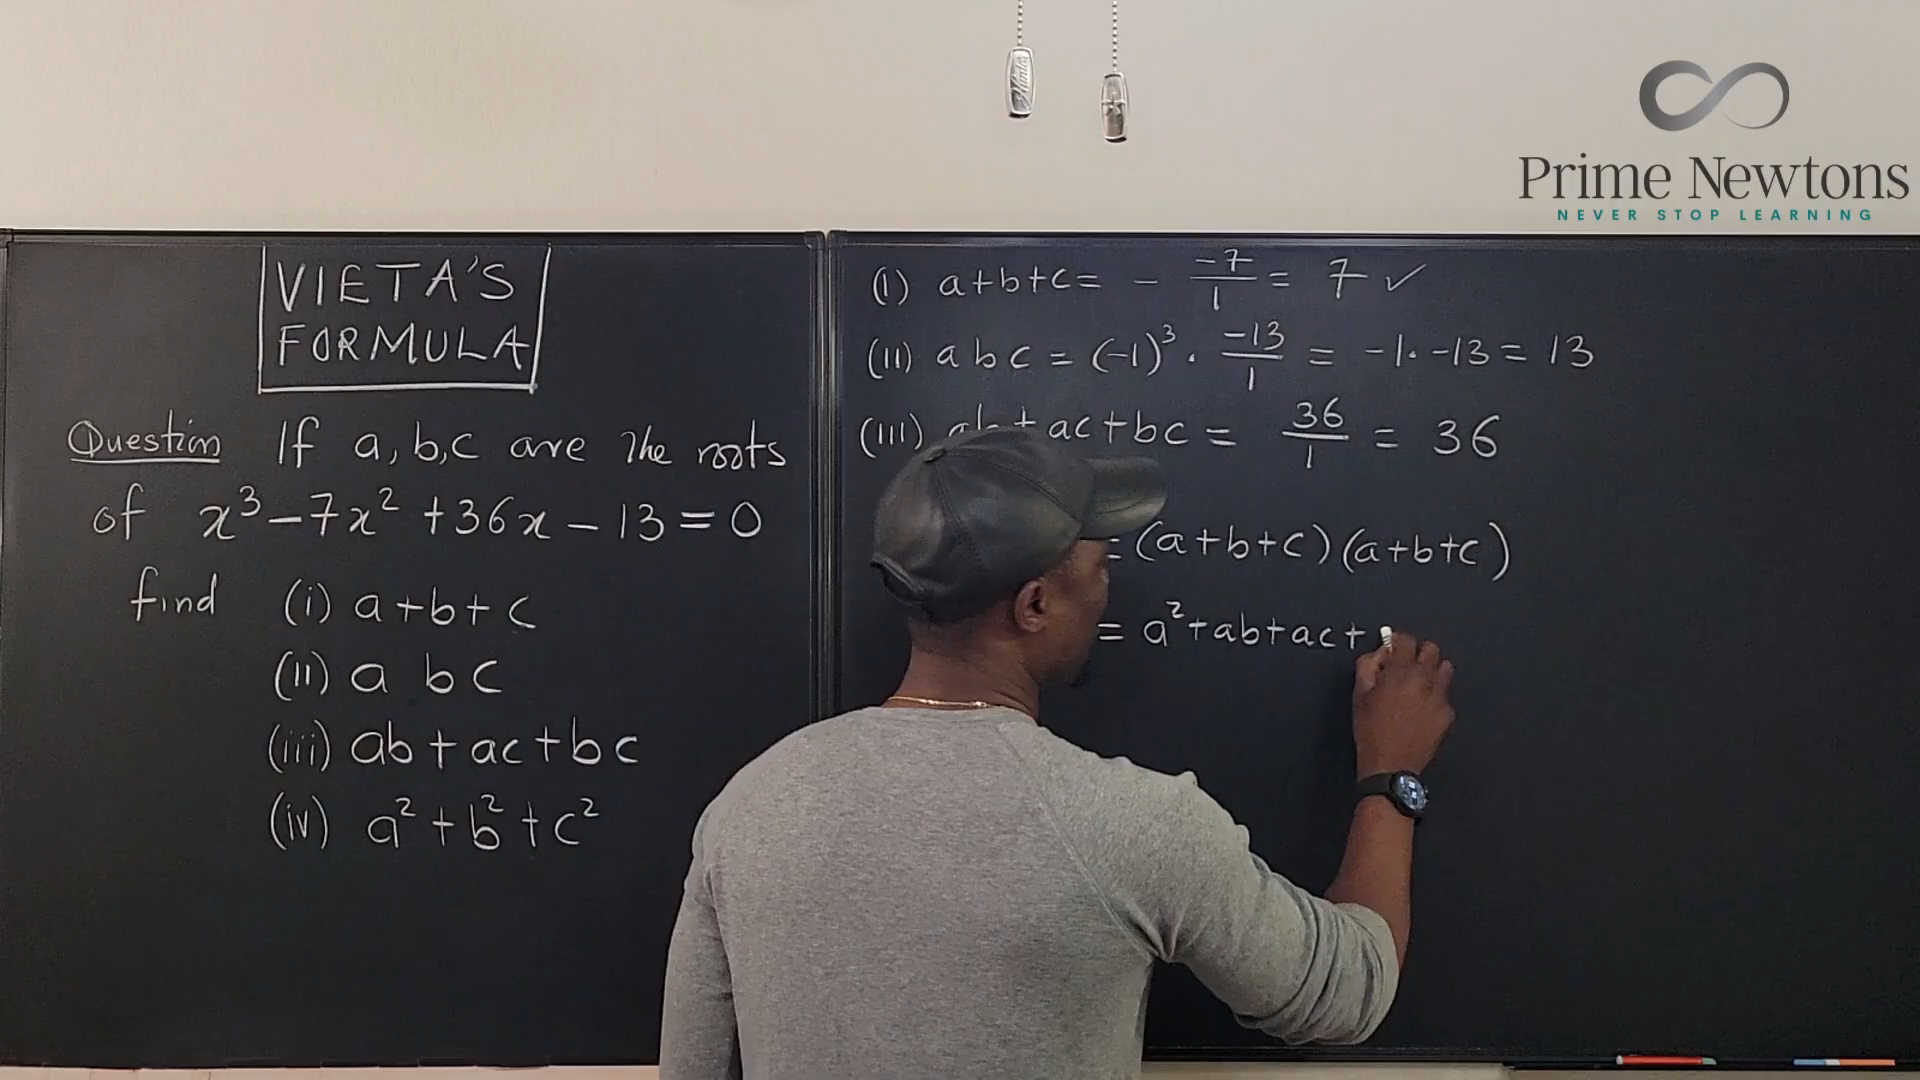 Prime Newtons
NEVER STOP LEARNING
VIETA'S
FORMULA
Question If a, b, c are the roots
of x³ – 7x² + 36x – 13 = 0
find (i) a + b + c
(ii) a b c
(iii) ab + ac + bc
(iv) a² + b² + c²
(i) a + b + c = – -7/1 = 7 ✓
(ii) a b c = (-1)³ · -13/1 = -1 · -13 = 13
(iii) ab + ac + bc = 36/1 = 36
= (a + b + c)(a + b + c)
= a² + ab + ac +